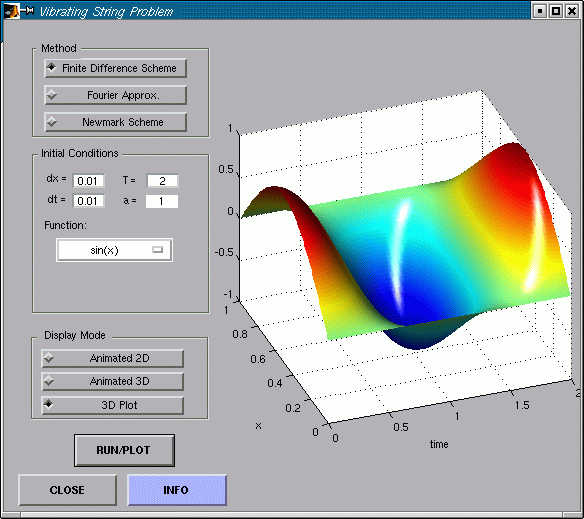 Vibrating String Problem
Method
Finite Difference Scheme
Fourier Approx.
Newmark Scheme
Initial Conditions
dx = 0.01 T = 2
dt = 0.01 a = 1
Function:
sin(x)
Display Mode
Animated 2D
Animated 3D
3D Plot
RUN/PLOT
CLOSE INFO
1
0.5
0
-0.5
-1
1
0.8
0.6
0.4
0.2
0
x
0 0.5 1 1.5 2
time